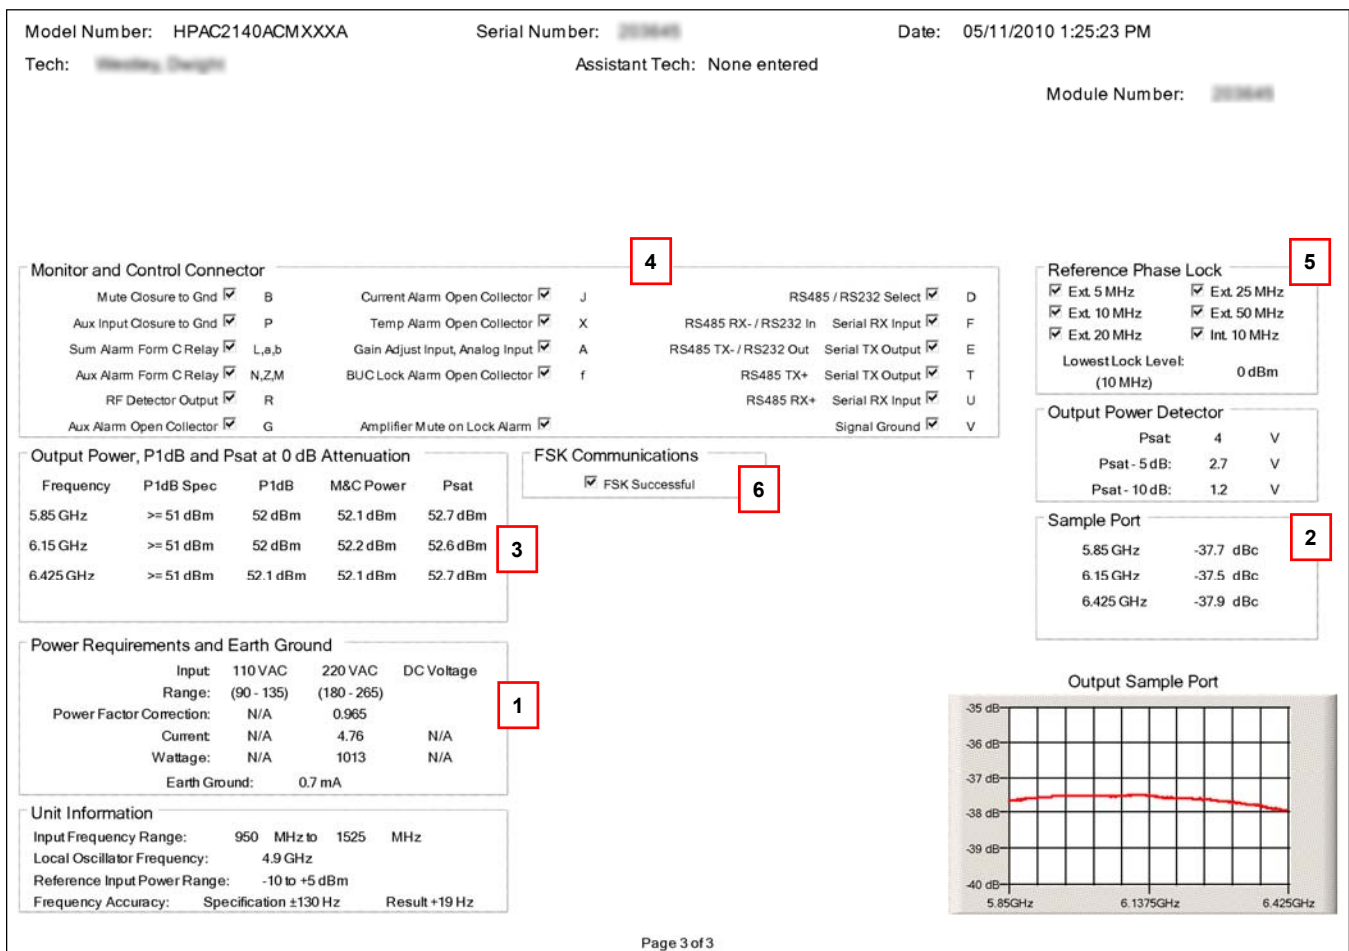 Model Number: HPAC2140ACMXXXA Serial Number: Date: 05/11/2010 1:25:23 PM
Tech: Assistant Tech: None entered
Module Number:
4
5
Monitor and Control Connector
Mute Closure to Gnd B Current Alarm Open Collector J RS485 / RS232 Select D
Aux Input Closure to Gnd P Temp Alarm Open Collector X RS485 RX- / RS232 In Serial RX Input F
Sum Alarm Form C Relay L,a,b Gain Adjust Input, Analog Input A RS485 TX- / RS232 Out Serial TX Output E
Aux Alarm Form C Relay N,Z,M BUC Lock Alarm Open Collector f RS485 TX+ Serial TX Output T
RF Detector Output R RS485 RX+ Serial RX Input U
Aux Alarm Open Collector G Amplifier Mute on Lock Alarm Signal Ground V
Reference Phase Lock
Ext. 5 MHz Ext. 25 MHz
Ext. 10 MHz Ext. 50 MHz
Ext. 20 MHz Int. 10 MHz
Lowest Lock Level:
(10 MHz) 0 dBm
Output Power Detector
Psat: 4 V
Psat - 5 dB: 2.7 V
Psat - 10 dB: 1.2 V
Output Power, P1dB and Psat at 0 dB Attenuation
Frequency P1dB Spec P1dB M&C Power Psat
5.85 GHz >= 51 dBm 52 dBm 52.1 dBm 52.7 dBm
6.15 GHz >= 51 dBm 52 dBm 52.2 dBm 52.6 dBm
6.425 GHz >= 51 dBm 52.1 dBm 52.1 dBm 52.7 dBm
3
FSK Communications
FSK Successful
6
Sample Port
2
5.85 GHz -37.7 dBc
6.15 GHz -37.5 dBc
6.425 GHz -37.9 dBc
Power Requirements and Earth Ground
Input: 110 VAC 220 VAC DC Voltage
Range: (90 - 135) (180 - 265)
Power Factor Correction: N/A 0.965
Current: N/A 4.76 N/A
Wattage: N/A 1013 N/A
Earth Ground: 0.7 mA
1
Unit Information
Input Frequency Range: 950 MHz to 1525 MHz
Local Oscillator Frequency: 4.9 GHz
Reference Input Power Range: -10 to +5 dBm
Frequency Accuracy: Specification ±130 Hz Result +19 Hz
Output Sample Port
-35 dB
-36 dB
-37 dB
-38 dB
-39 dB
-40 dB
5.85GHz 6.1375GHz 6.425GHz
Page 3 of 3